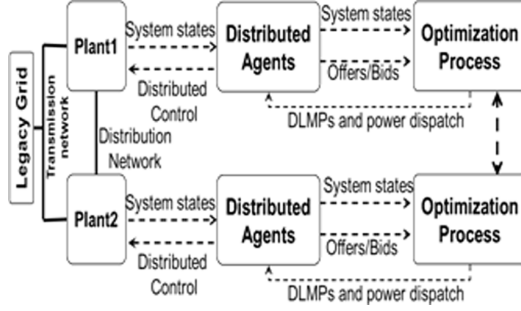 Legacy Grid
Transmission
network
Plant1
System states
Distributed
Control
Distributed
Agents
System states
Offers/Bids
Optimization
Process
DLMPs and power dispatch
Distribution
Network
Plant2
System states
Distributed
Control
Distributed
Agents
System states
Offers/Bids
Optimization
Process
DLMPs and power dispatch